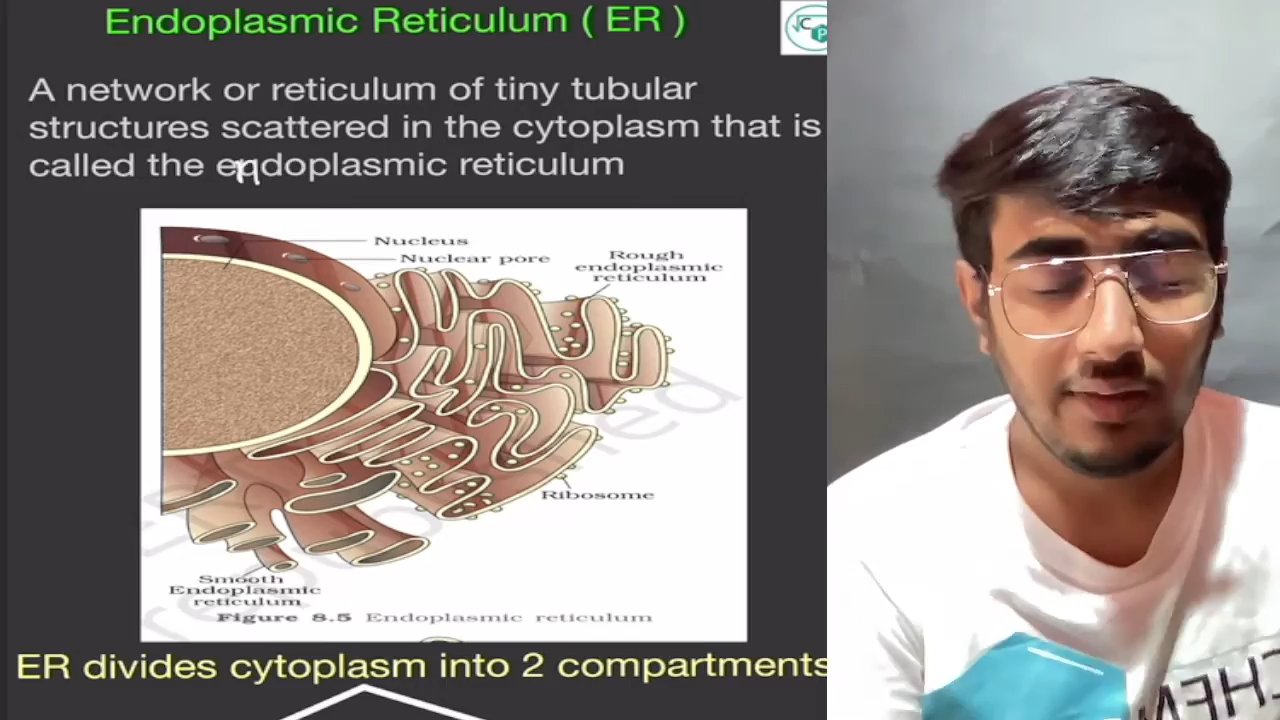 Endoplasmic Reticulum ( ER )
A network or reticulum of tiny tubular
structures scattered in the cytoplasm that is
called the endoplasmic reticulum
Nucleus
Nuclear pore
Rough
endoplasmic
reticulum
Ribosome
Smooth
Endoplasmic
reticulum
Figure 8.5 Endoplasmic reticulum
ER divides cytoplasm into 2 compartments